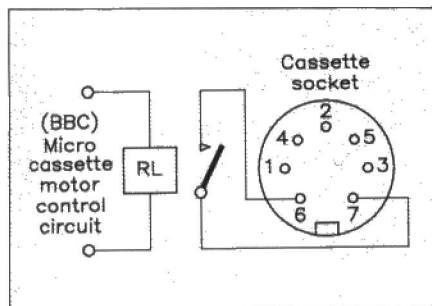 (BBC)
Micro
cassette
motor
control
circuit
RL
Cassette
socket
2
4
5
1
3
6
7